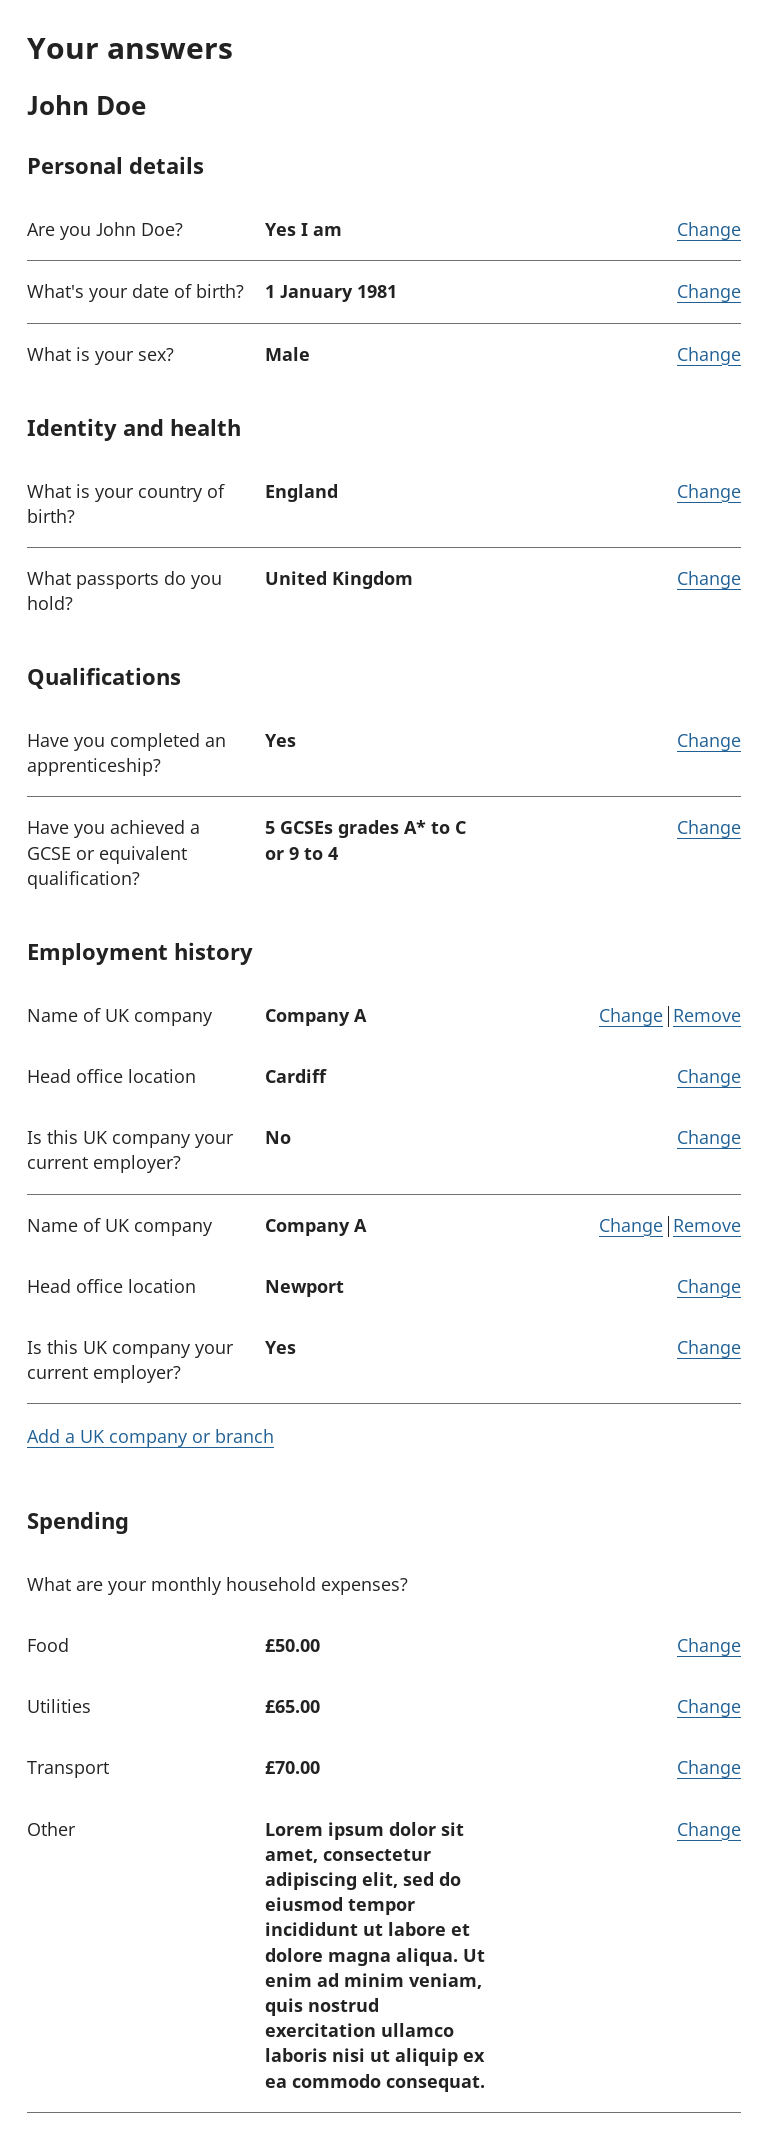 Your answers
John Doe
Personal details
Are you John Doe? Yes I am Change
What's your date of birth? 1 January 1981 Change
What is your sex? Male Change
Identity and health
What is your country of England Change
birth?
What passports do you United Kingdom Change
hold?
Qualifications
Have you completed an Yes Change
apprenticeship?
Have you achieved a 5 GCSEs grades A* to C Change
GCSE or equivalent or 9 to 4
qualification?
Employment history
Name of UK company Company A Change | Remove
Head office location Cardiff Change
Is this UK company your No Change
current employer?
Name of UK company Company A Change | Remove
Head office location Newport Change
Is this UK company your Yes Change
current employer?
Add a UK company or branch
Spending
What are your monthly household expenses?
Food £50.00 Change
Utilities £65.00 Change
Transport £70.00 Change
Other Lorem ipsum dolor sit Change
amet, consectetur
adipiscing elit, sed do
eiusmod tempor
incididunt ut labore et
dolore magna aliqua. Ut
enim ad minim veniam,
quis nostrud
exercitation ullamco
laboris nisi ut aliquip ex
ea commodo consequat.